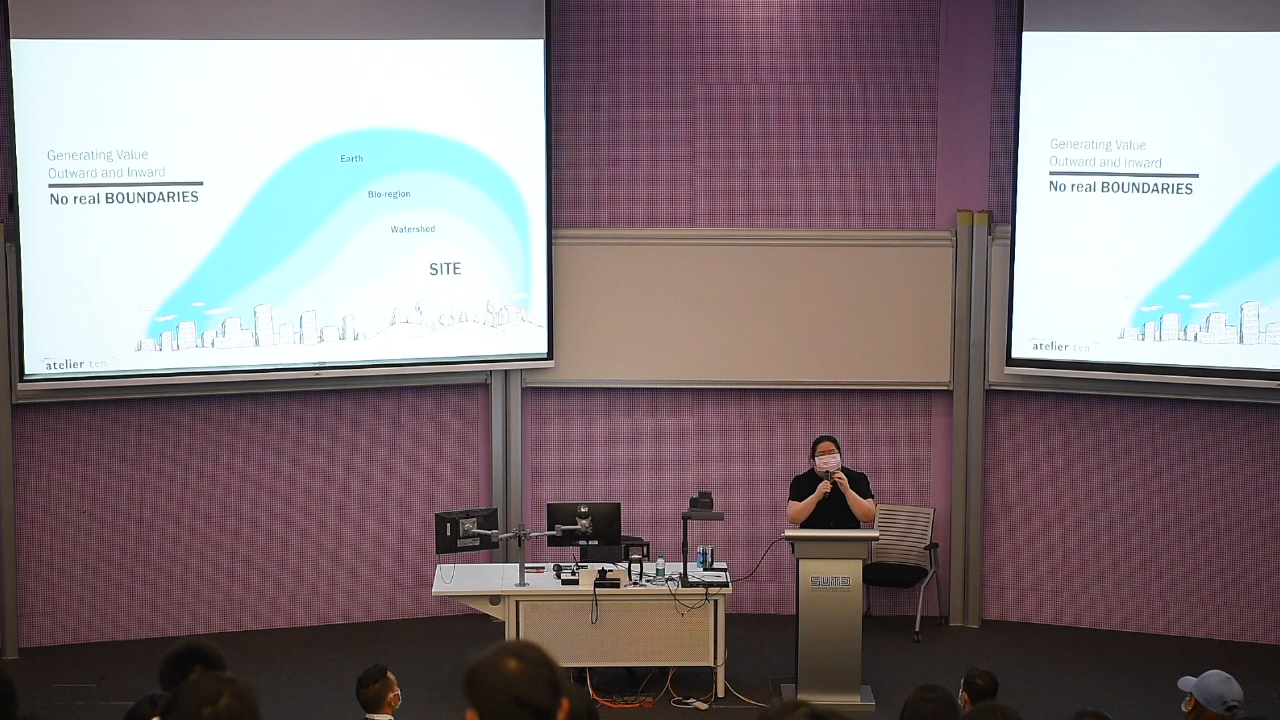 Generating Value
Outward and Inward
No real BOUNDARIES
Earth
Bio-region
Watershed
SITE
atelier ten
Generating Value
Outward and Inward
No real BOUNDARIES
atelier ten
SUTD